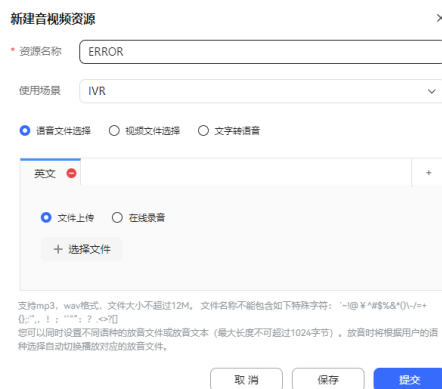 新建音视频资源
* 资源名称 ERROR
使用场景 IVR
语音文件选择 视频文件选择 文字转语音
英文 +
文件上传 在线录音
+ 选择文件
支持mp3、wav格式，文件大小不超过12M。 文件名称不能包含如下特殊字符： `~!@￥^#$%&*()\-/=+
{};:'",.，！；‘’“”：？.<>?[]
您可以同时设置不同语种的放音文件或放音文本（最大长度不可超过1024字节）。放音时将根据用户的语
种选择自动切换播放对应的放音文件。
取消 保存 提交